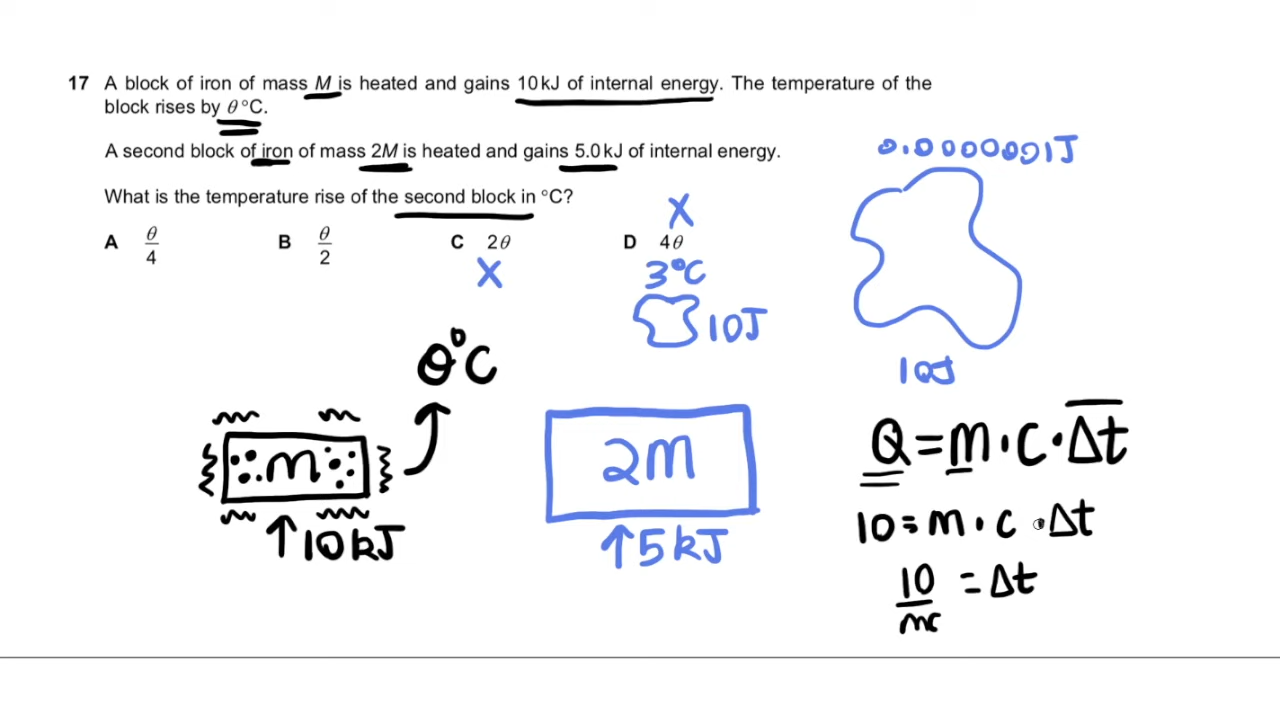 17 A block of iron of mass M is heated and gains 10 kJ of internal energy. The temperature of the
block rises by θ °C.
A second block of iron of mass 2M is heated and gains 5.0 kJ of internal energy.
What is the temperature rise of the second block in °C?
A θ/4 B θ/2 C 2θ D 4θ
X
X
0.0000001J
3°C
10J
10J
θ°C
M
10kJ
2M
5kJ
Q = m · c · Δt
10 = m · c · Δt
10/mc = Δt